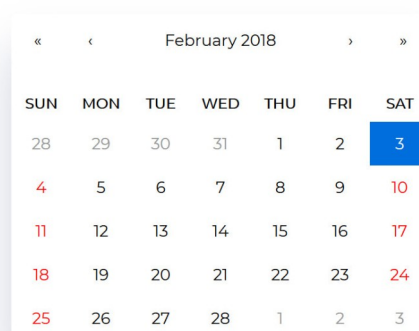 « ‹ February 2018 › »
SUN MON TUE WED THU FRI SAT
28 29 30 31 1 2 3
4 5 6 7 8 9 10
11 12 13 14 15 16 17
18 19 20 21 22 23 24
25 26 27 28 1 2 3